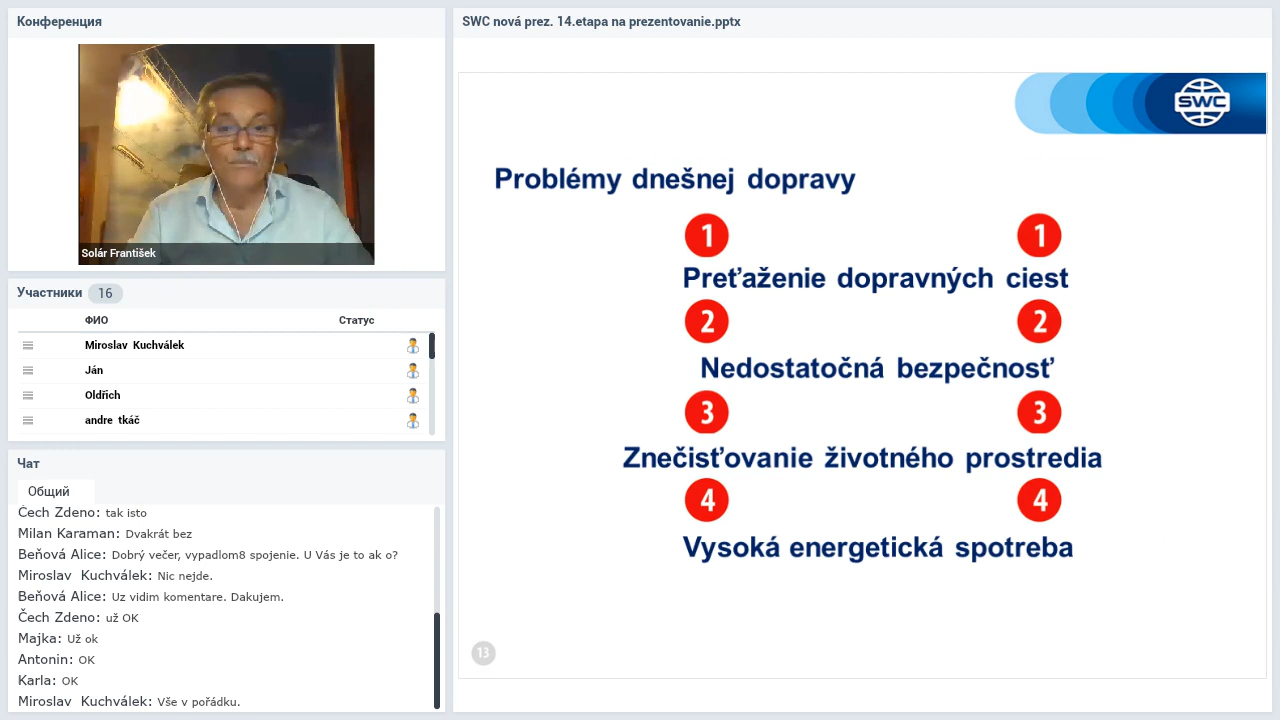 Конференция
Solár František
Участники 16
ФИО Статус
Miroslav Kuchválek
Ján
Oldřich
andre tkáč
Чат
Общий
Čech Zdeno: tak isto
Milan Karaman: Dvakrát bez
Beňová Alice: Dobrý večer, vypadlom8 spojenie. U Vás je to ak o?
Miroslav Kuchválek: Nic nejde.
Beňová Alice: Uz vidim komentare. Dakujem.
Čech Zdeno: už OK
Majka: Už ok
Antonin: OK
Karla: OK
Miroslav Kuchválek: Vše v pořádku.
SWC nová prez. 14.etapa na prezentovanie.pptx
SWC
Problémy dnešnej dopravy
1 1
Preťaženie dopravných ciest
2 2
Nedostatočná bezpečnosť
3 3
Znečisťovanie životného prostredia
4 4
Vysoká energetická spotreba
13